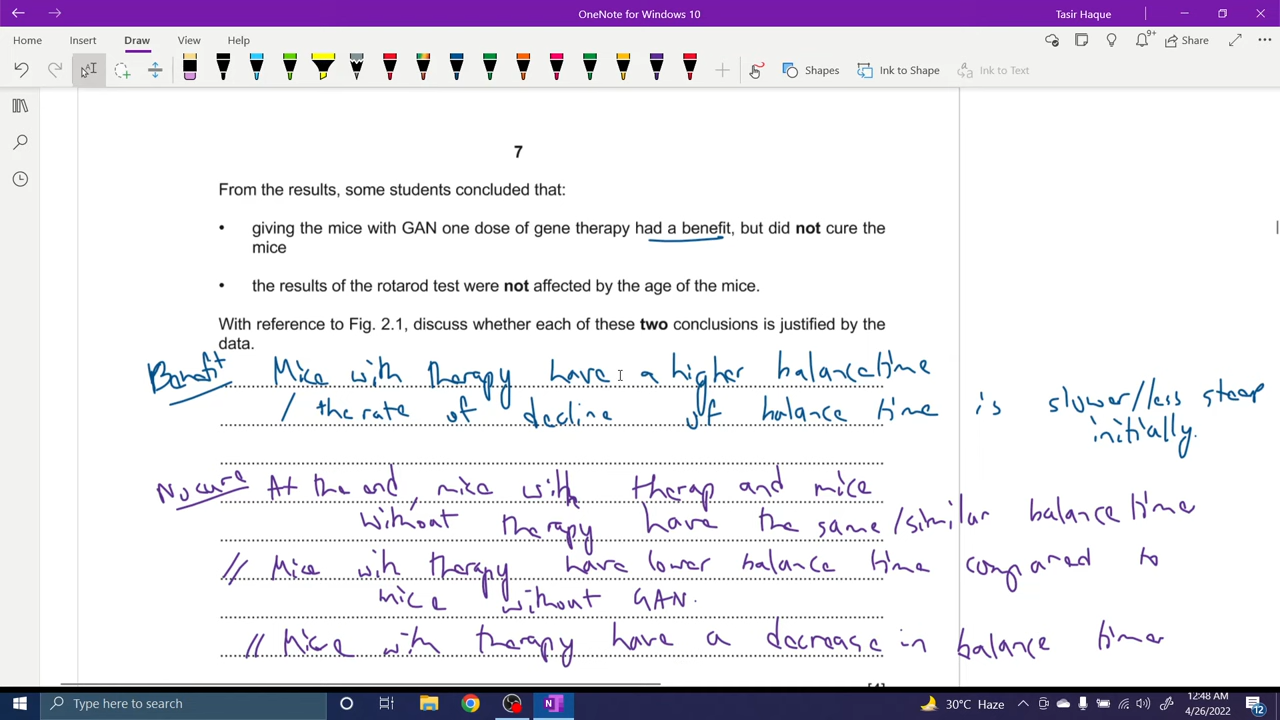 OneNote for Windows 10
Tasir Haque
Home Insert Draw View Help
9+ Share
Shapes Ink to Shape Ink to Text
7
From the results, some students concluded that:
• giving the mice with GAN one dose of gene therapy had a benefit, but did not cure the
mice
• the results of the rotarod test were not affected by the age of the mice.
With reference to Fig. 2.1, discuss whether each of these two conclusions is justified by the
data.
Benefit Mice with therapy have a higher balance time
/ the rate of decline of balance time is slower/less steep
initially.
No cure At the end, mice with therap and mice
without therapy have the same/similar balance time
// Mice with therapy have lower balance time compared to
mice without GAN.
// Mice with therapy have a decrease in balance time
[4]
Type here to search
30°C Haze
12:48 AM
4/26/2022
12